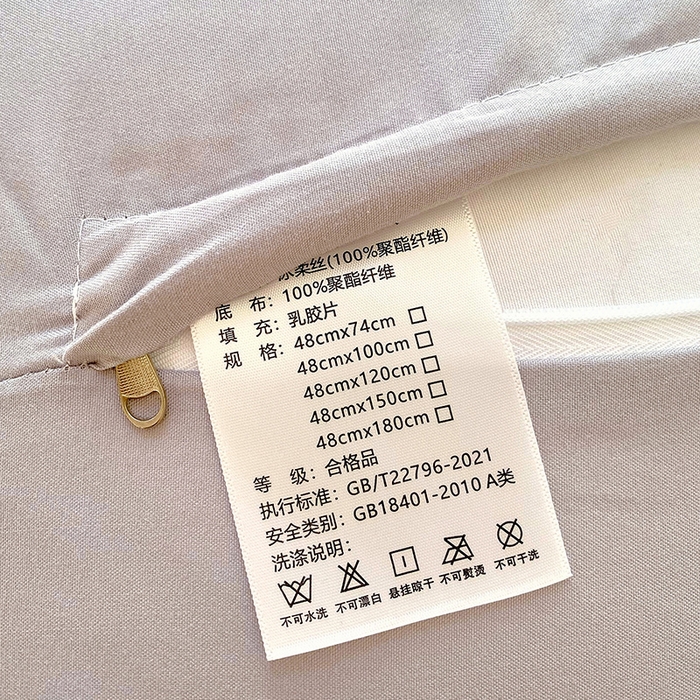 冰柔丝(100%聚酯纤维)
底 布：100%聚酯纤维
填 充：乳胶片
规 格：48cmx74cm □
48cmx100cm □
48cmx120cm □
48cmx150cm □
48cmx180cm □
等 级：合格品
执行标准：GB/T22796-2021
安全类别：GB18401-2010 A类
洗涤说明：
不可水洗 不可漂白 悬挂晾干 不可熨烫 不可干洗